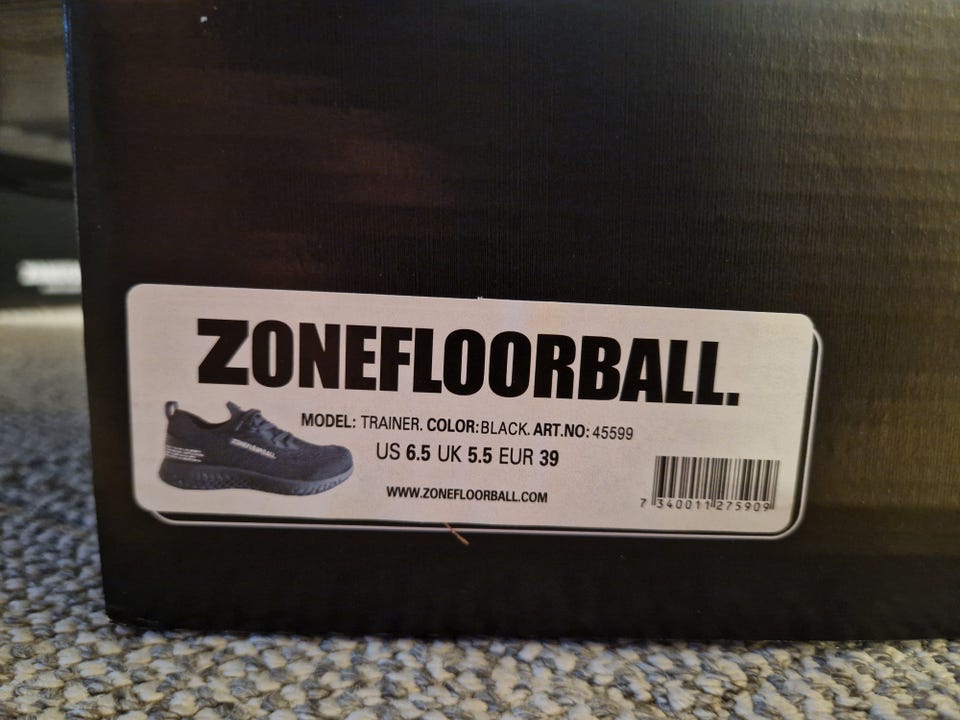 ZONEFLOORBALL.
MODEL: TRAINER. COLOR:BLACK. ART.NO: 45599
US 6.5 UK 5.5 EUR 39
ZONEFLOORBALL
WWW.ZONEFLOORBALL.COM
7 340011 275909